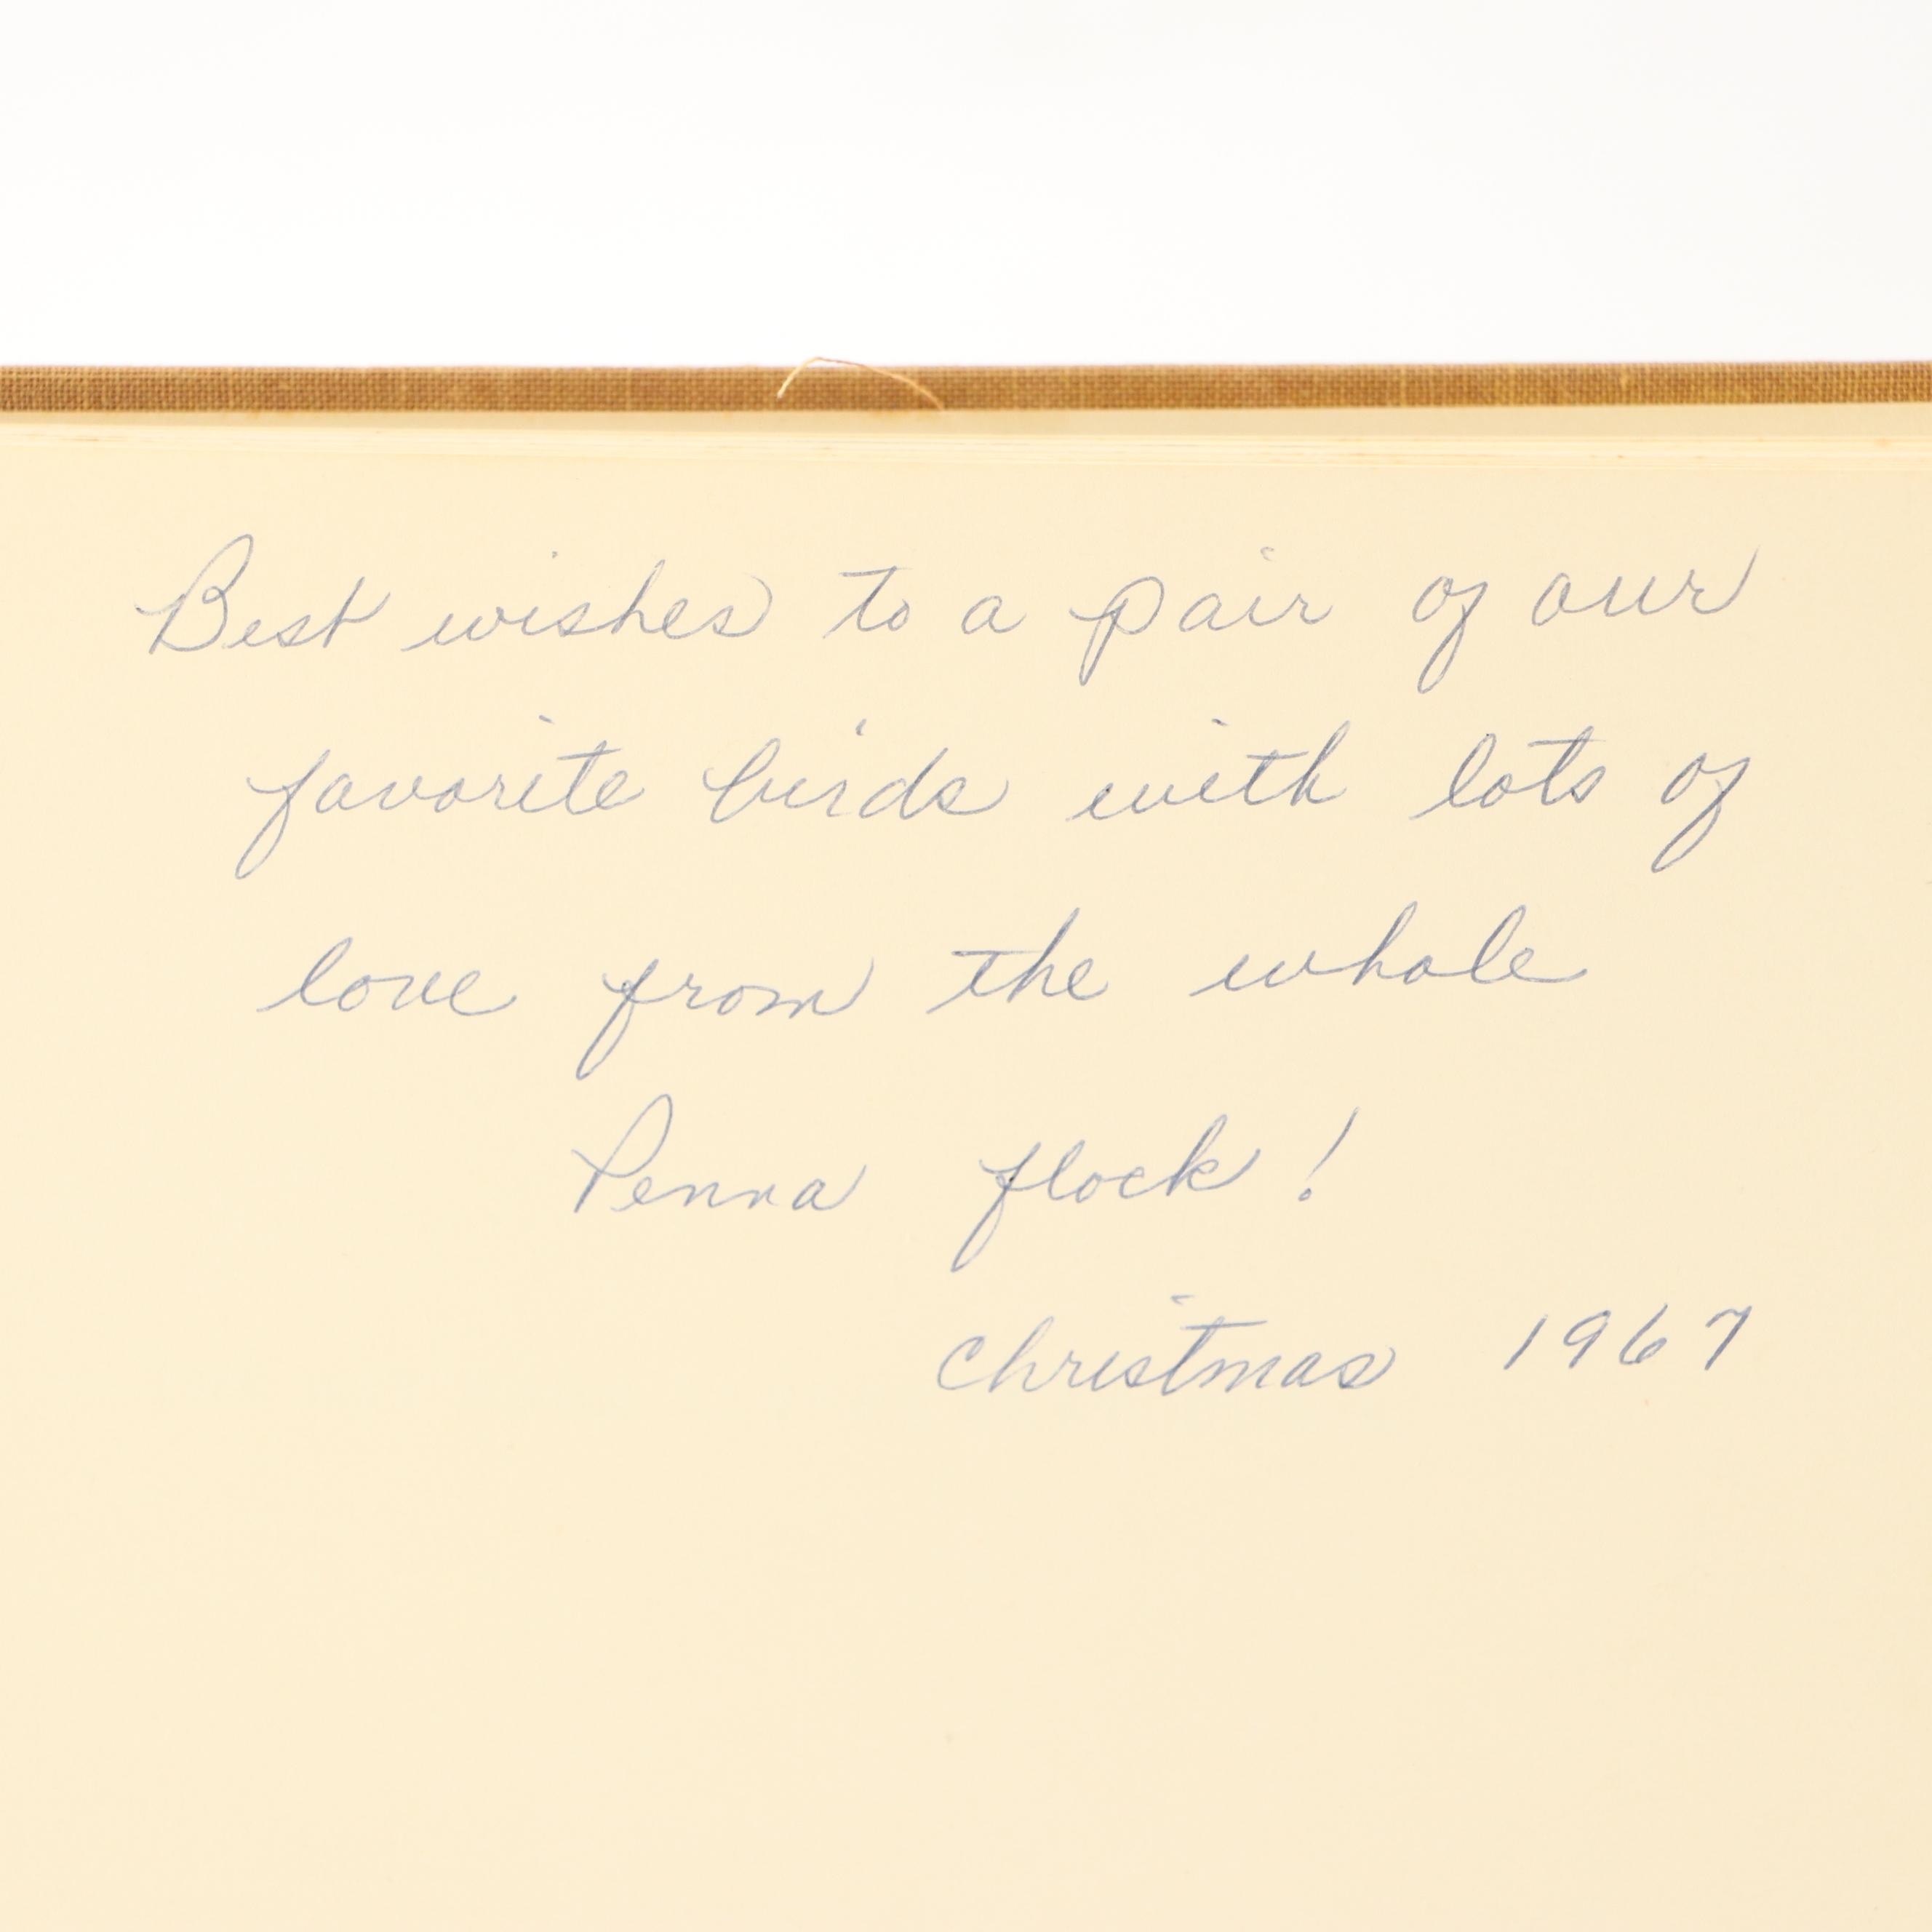 Best wishes to a pair of our
favorite birds with lots of
love from the whole
Penna flock!
Christmas 1967